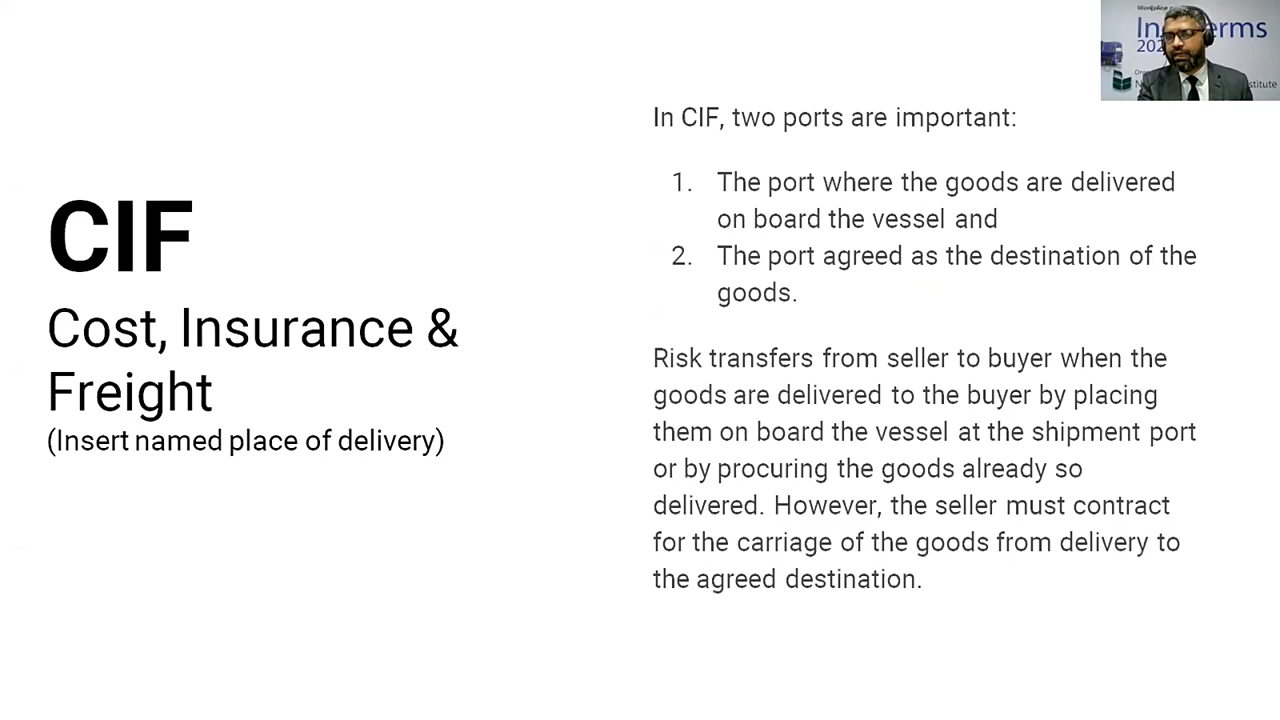 CIF
Cost, Insurance &
Freight
(Insert named place of delivery)
In CIF, two ports are important:
1. The port where the goods are delivered
on board the vessel and
2. The port agreed as the destination of the
goods.
Risk transfers from seller to buyer when the
goods are delivered to the buyer by placing
them on board the vessel at the shipment port
or by procuring the goods already so
delivered. However, the seller must contract
for the carriage of the goods from delivery to
the agreed destination.
Workshop